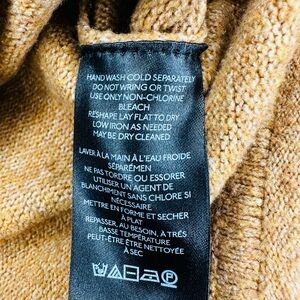 HAND WASH COLD SEPARATELY
DO NOT WRING OR TWIST
USE ONLY NON-CHLORINE
BLEACH
RESHAPE LAY FLAT TO DRY
LOW IRON AS NEEDED
MAY BE DRY CLEANED
LAVER À LA MAIN À L'EAU FROIDE
SÉPARÉMEN
NE PAS TORDRE OU ESSORER
UTILISER UN AGENT DE
BLANCHIMENT SANS CHLORE SI
NÉCESSAIRE
METTRE EN FORME ET SECHER
À PLAT
REPASSER, AU BESOIN, À TRÉS
BASSE TEMPÉRATURE
PEUT-ÊTRE ÊTRE NETTOYÉ
À SEC